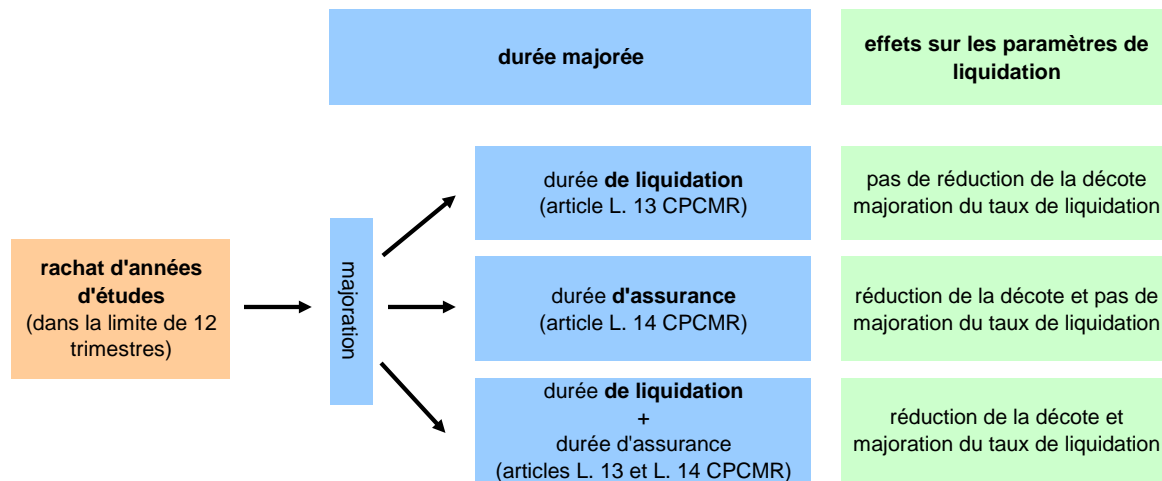 durée majorée
effets sur les paramètres de
liquidation
rachat d'années
d'études
(dans la limite de 12
trimestres)
majoration
durée de liquidation
(article L. 13 CPCMR)
pas de réduction de la décote
majoration du taux de liquidation
durée d'assurance
(article L. 14 CPCMR)
réduction de la décote et pas de
majoration du taux de liquidation
durée de liquidation
+
durée d'assurance
(articles L. 13 et L. 14 CPCMR)
réduction de la décote et
majoration du taux de liquidation